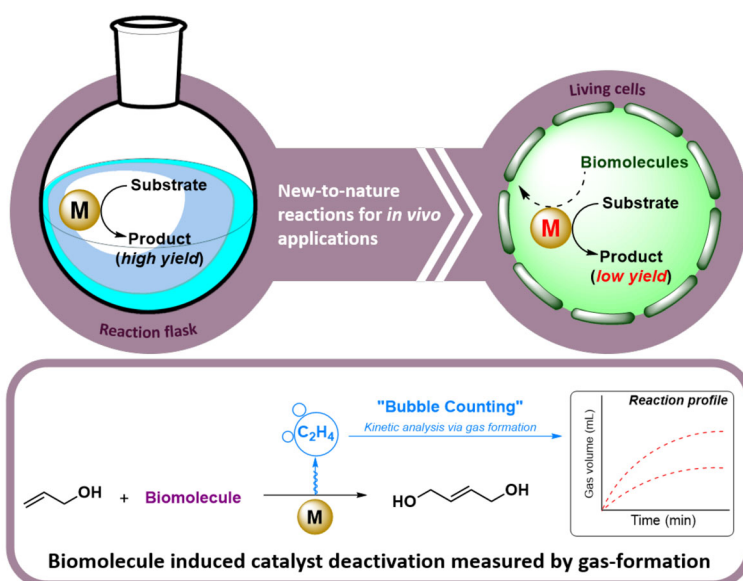 M
Substrate
Product
(high yield)
Reaction flask
New-to-nature
reactions for in vivo
applications
Living cells
Biomolecules
Substrate
M
Product
(low yield)
C2H4
"Bubble Counting"
Kinetic analysis via gas formation
Reaction profile
Gas volume (mL)
Time (min)
OH
+
Biomolecule
M
HO
OH
Biomolecule induced catalyst deactivation measured by gas-formation